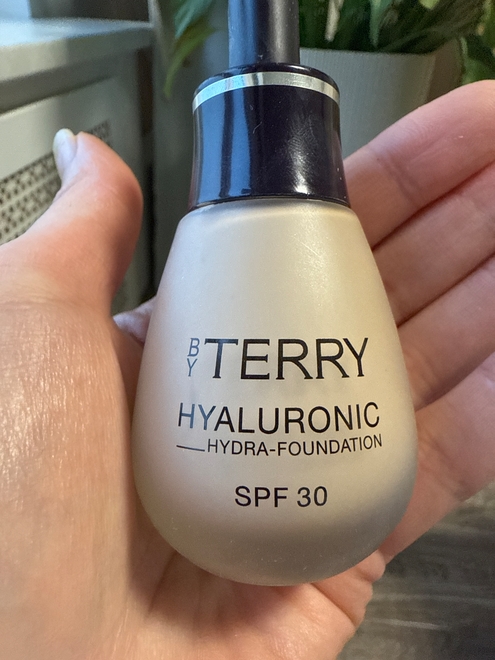 BY TERRY
HYALURONIC
HYDRA-FOUNDATION
SPF 30